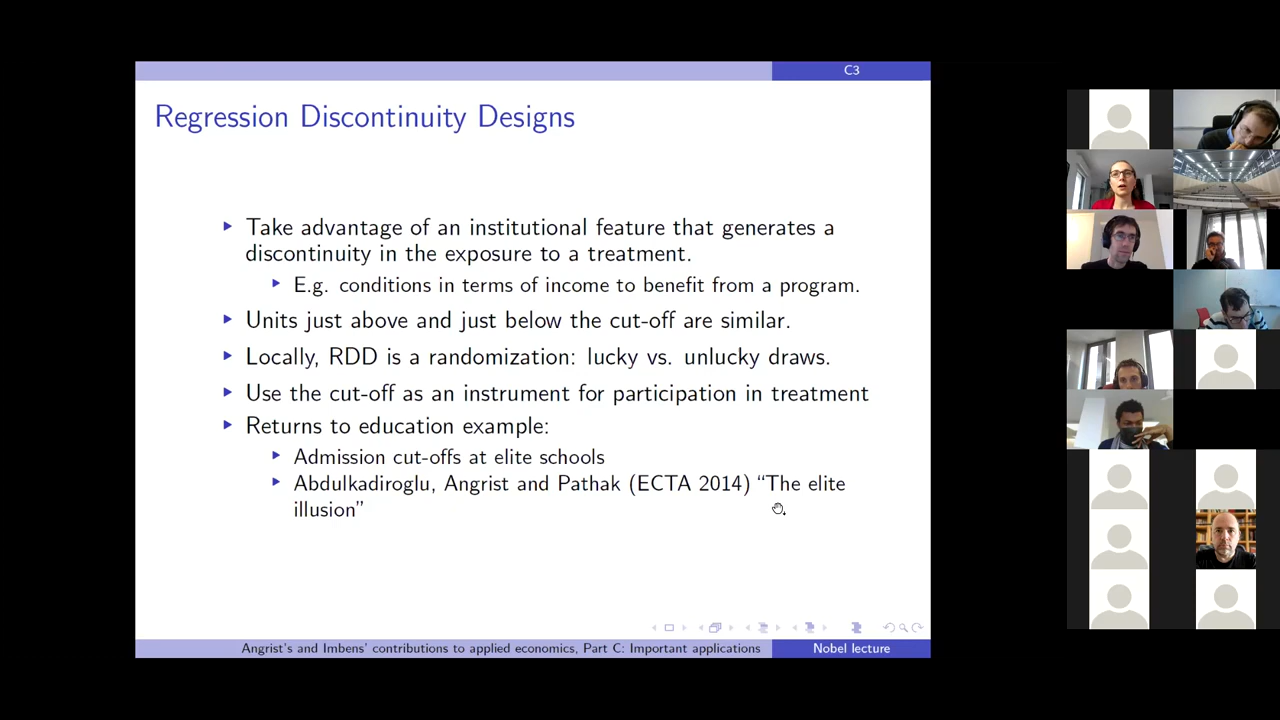 C3
Regression Discontinuity Designs
Take advantage of an institutional feature that generates a
discontinuity in the exposure to a treatment.
E.g. conditions in terms of income to benefit from a program.
Units just above and just below the cut-off are similar.
Locally, RDD is a randomization: lucky vs. unlucky draws.
Use the cut-off as an instrument for participation in treatment
Returns to education example:
Admission cut-offs at elite schools
Abdulkadiroglu, Angrist and Pathak (ECTA 2014) “The elite
illusion”
Angrist's and Imbens' contributions to applied economics, Part C: Important applications
Nobel lecture